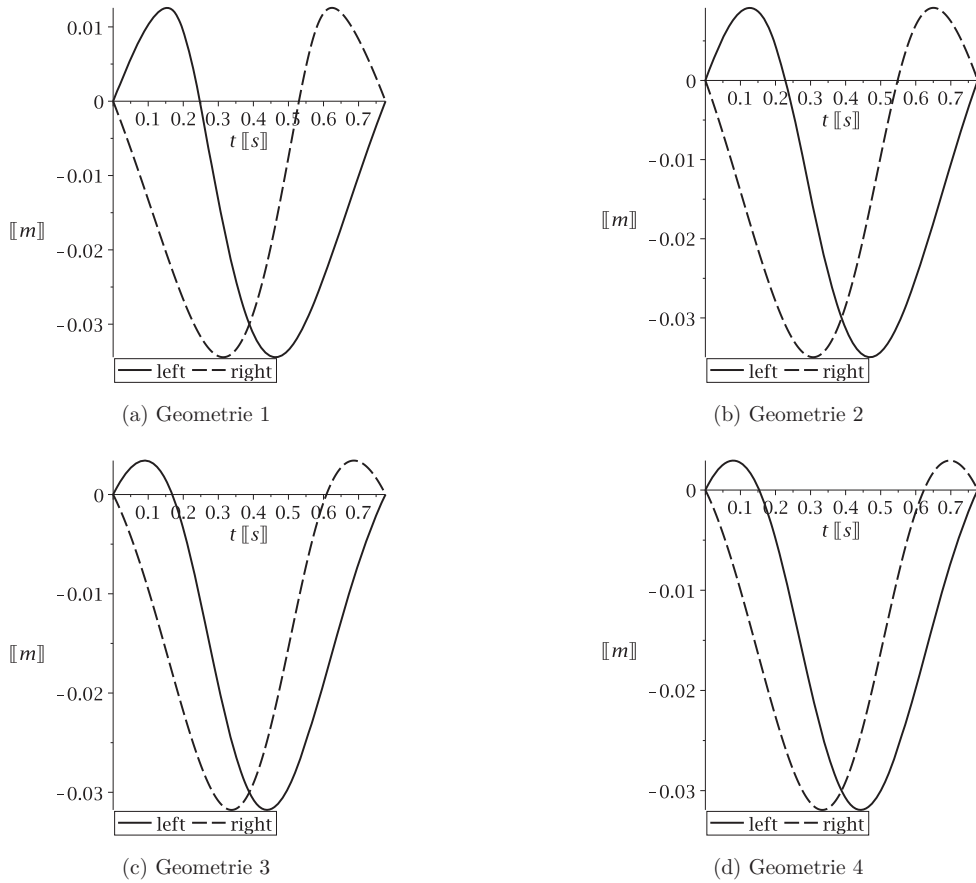 0.01
0
0.1 0.2 0.3 0.4 0.5 0.6 0.7
t ⟦s⟧
−0.01
⟦m⟧
−0.02
−0.03
left right
(a) Geometrie 1
0
0.1 0.2 0.3 0.4 0.5 0.6 0.7
t ⟦s⟧
−0.01
⟦m⟧
−0.02
−0.03
left right
(b) Geometrie 2
0
0.1 0.2 0.3 0.4 0.5 0.6 0.7
t ⟦s⟧
−0.01
⟦m⟧
−0.02
−0.03
left right
(c) Geometrie 3
0
0.1 0.2 0.3 0.4 0.5 0.6 0.7
t ⟦s⟧
−0.01
⟦m⟧
−0.02
−0.03
left right
(d) Geometrie 4